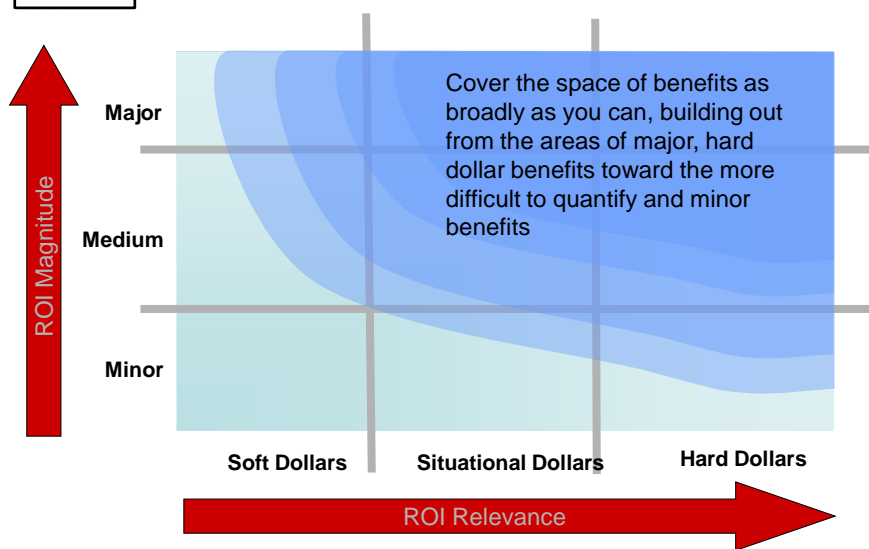 Cover the space of benefits as
broadly as you can, building out
from the areas of major, hard
dollar benefits toward the more
difficult to quantify and minor
benefits
Major
Medium
Minor
ROI Magnitude
Soft Dollars
Situational Dollars
Hard Dollars
ROI Relevance